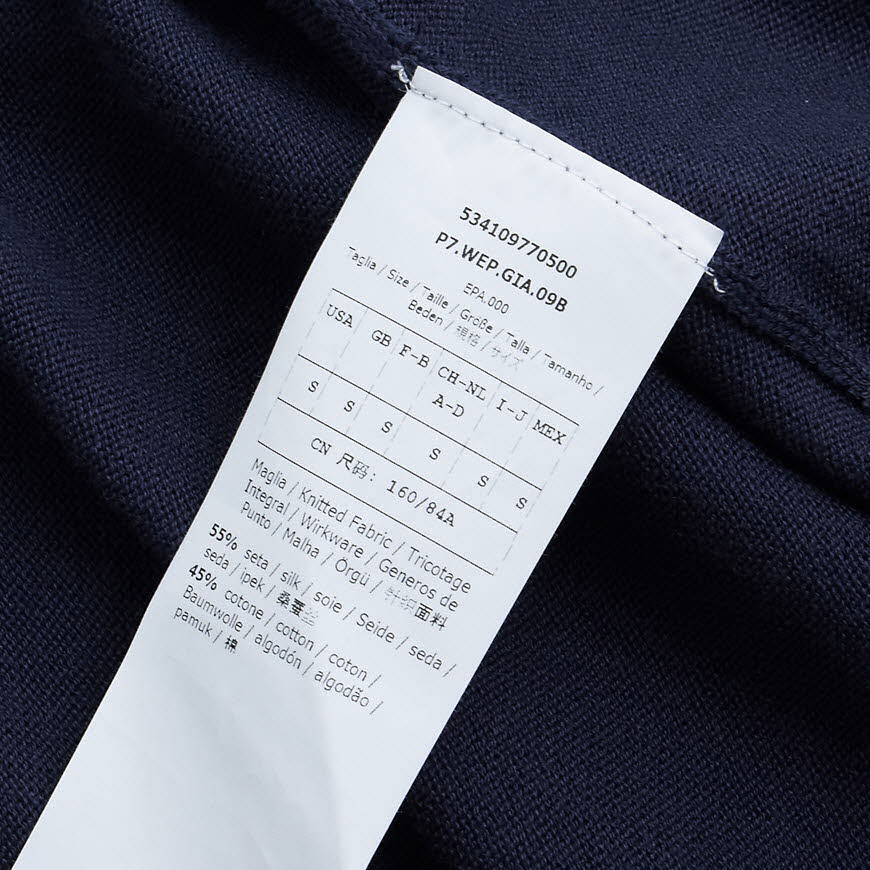 534109770500
P7.WEP.GIA.09B
EPA.000
Taglia / Size / Taille / Größe / Talla / Tamanho /
Beden / 規格 / サイズ
USA GB F-B CH-NL A-D I-J MEX
S S S S S S
CN 尺码: 160/84A
Maglia / Knitted Fabric / Tricotage
Integral / Wirkware / Generos de
Punto / Malha / Örgü / 针织面料
55% seta / silk / soie / Seide / seda /
seda / ipek / 桑蚕丝
45% cotone / cotton / coton /
Baumwolle / algodón / algodão /
pamuk / 棉